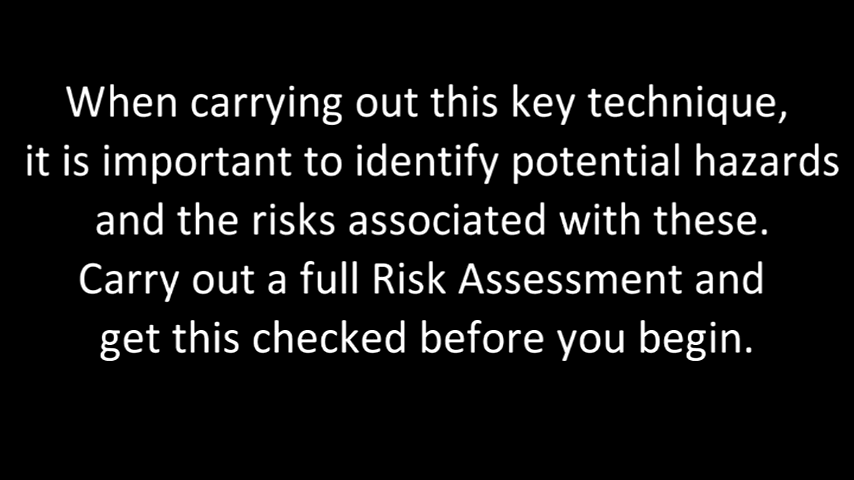 When carrying out this key technique,
it is important to identify potential hazards
and the risks associated with these.
Carry out a full Risk Assessment and
get this checked before you begin.